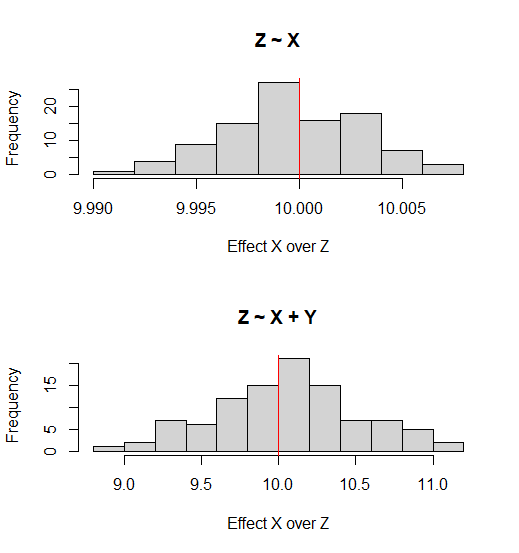 Z ~ X
Frequency
0 10 20
9.990 9.995 10.000 10.005
Effect X over Z
Z ~ X + Y
Frequency
0 5 15
9.0 9.5 10.0 10.5 11.0
Effect X over Z